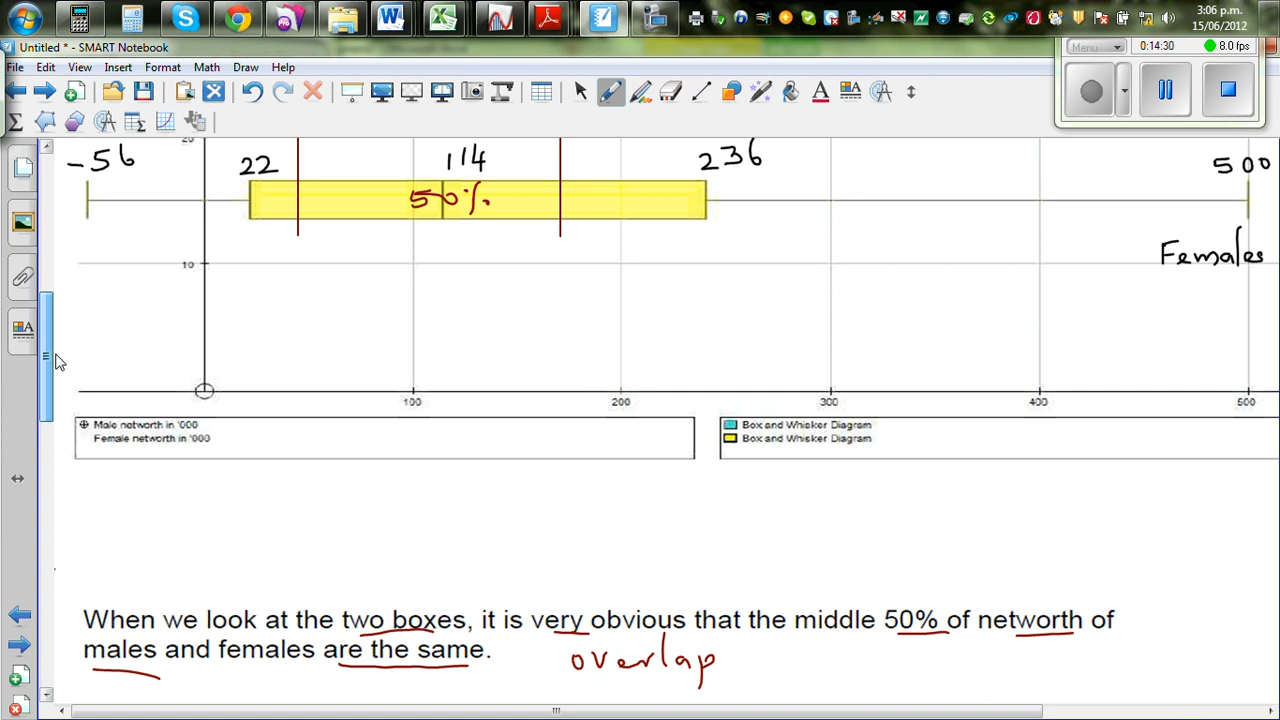 3:06 p.m.
15/06/2012
Untitled * - SMART Notebook
Menu
0:14:30
8.0 fps
File Edit View Insert Format Math Draw Help
-56
22
114
236
500
50%
Females
10
100 200 300 400 500
Male networth in '000
Female networth in '000
Box and Whisker Diagram
Box and Whisker Diagram
When we look at the two boxes, it is very obvious that the middle 50% of networth of
males and females are the same.
overlap